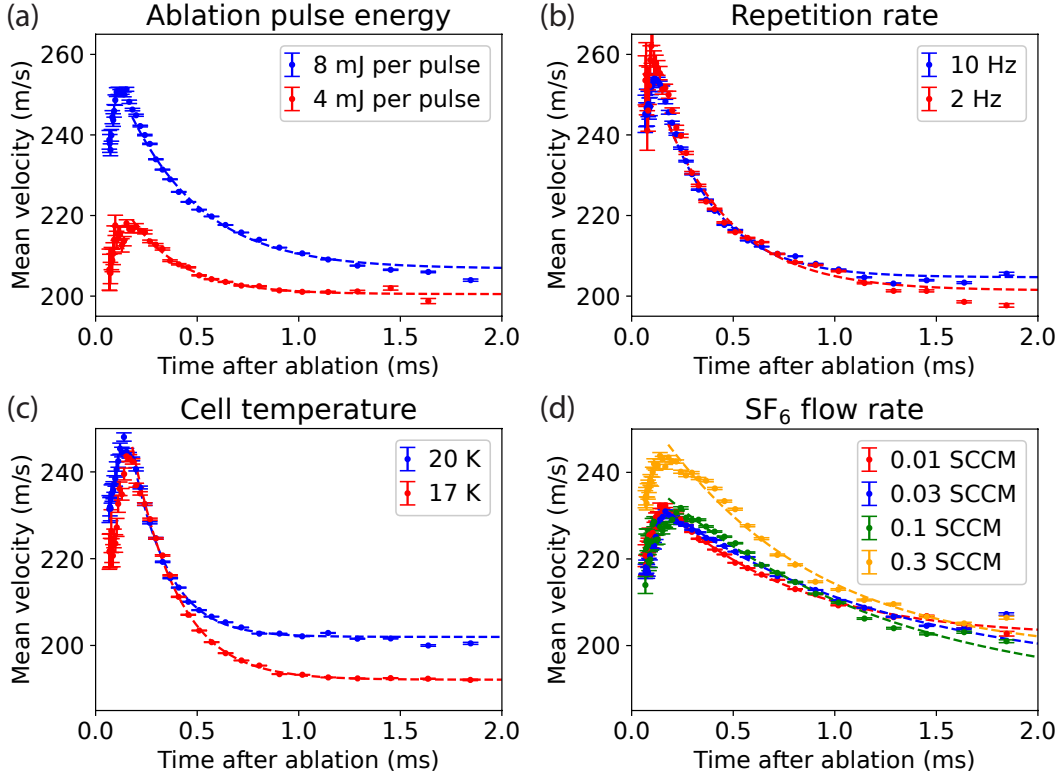 (a) Ablation pulse energy
8 mJ per pulse
4 mJ per pulse
Mean velocity (m/s)
260
240
220
200
0.0 0.5 1.0 1.5 2.0
Time after ablation (ms)
(b) Repetition rate
10 Hz
2 Hz
Mean velocity (m/s)
260
240
220
200
0.0 0.5 1.0 1.5 2.0
Time after ablation (ms)
(c) Cell temperature
20 K
17 K
Mean velocity (m/s)
240
220
200
0.0 0.5 1.0 1.5 2.0
Time after ablation (ms)
(d) SF₆ flow rate
0.01 SCCM
0.03 SCCM
0.1 SCCM
0.3 SCCM
Mean velocity (m/s)
240
220
200
0.0 0.5 1.0 1.5 2.0
Time after ablation (ms)